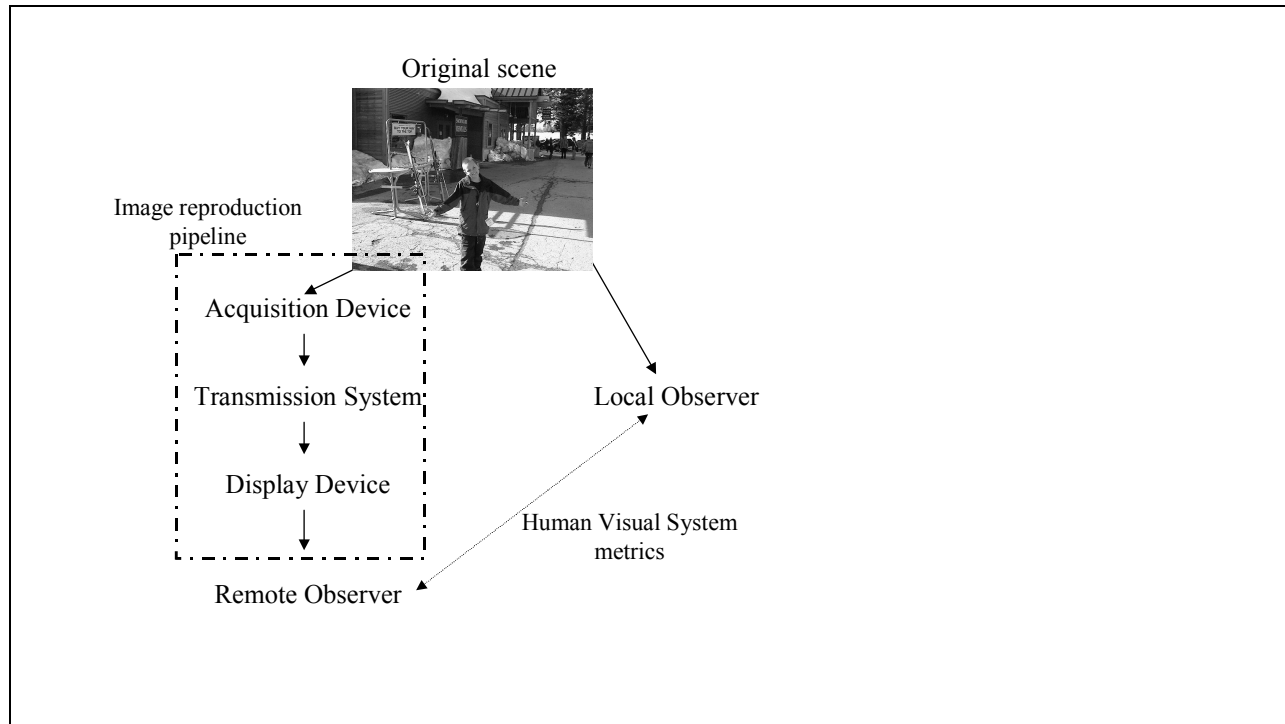 Original scene
Image reproduction
pipeline
Acquisition Device
Transmission System
Local Observer
Display Device
Human Visual System
metrics
Remote Observer